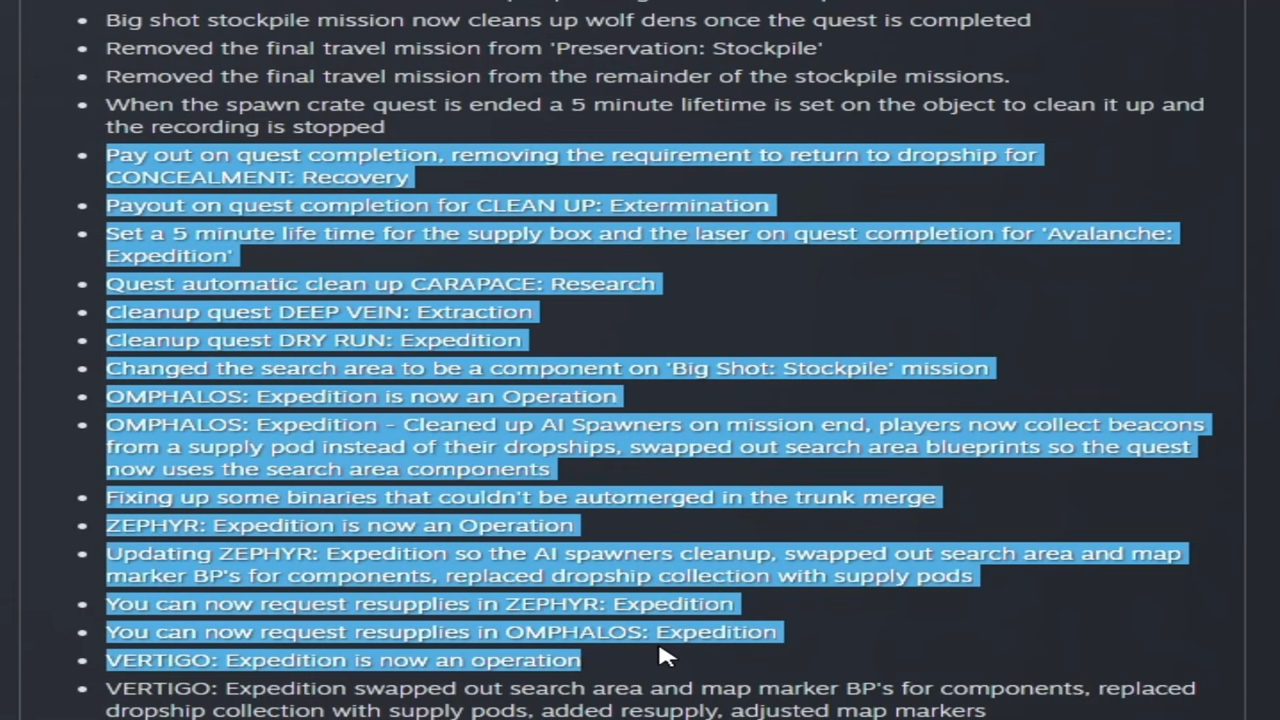 Big shot stockpile mission now cleans up wolf dens once the quest is completed
Removed the final travel mission from 'Preservation: Stockpile'
Removed the final travel mission from the remainder of the stockpile missions.
When the spawn crate quest is ended a 5 minute lifetime is set on the object to clean it up and
the recording is stopped
Pay out on quest completion, removing the requirement to return to dropship for
CONCEALMENT: Recovery
Payout on quest completion for CLEAN UP: Extermination
Set a 5 minute life time for the supply box and the laser on quest completion for 'Avalanche:
Expedition'
Quest automatic clean up CARAPACE: Research
Cleanup quest DEEP VEIN: Extraction
Cleanup quest DRY RUN: Expedition
Changed the search area to be a component on 'Big Shot: Stockpile' mission
OMPHALOS: Expedition is now an Operation
OMPHALOS: Expedition - Cleaned up AI Spawners on mission end, players now collect beacons
from a supply pod instead of their dropships, swapped out search area blueprints so the quest
now uses the search area components
Fixing up some binaries that couldn't be automerged in the trunk merge
ZEPHYR: Expedition is now an Operation
Updating ZEPHYR: Expedition so the AI spawners cleanup, swapped out search area and map
marker BP's for components, replaced dropship collection with supply pods
You can now request resupplies in ZEPHYR: Expedition
You can now request resupplies in OMPHALOS: Expedition
VERTIGO: Expedition is now an operation
VERTIGO: Expedition swapped out search area and map marker BP's for components, replaced
dropship collection with supply pods, added resupply, adjusted map markers